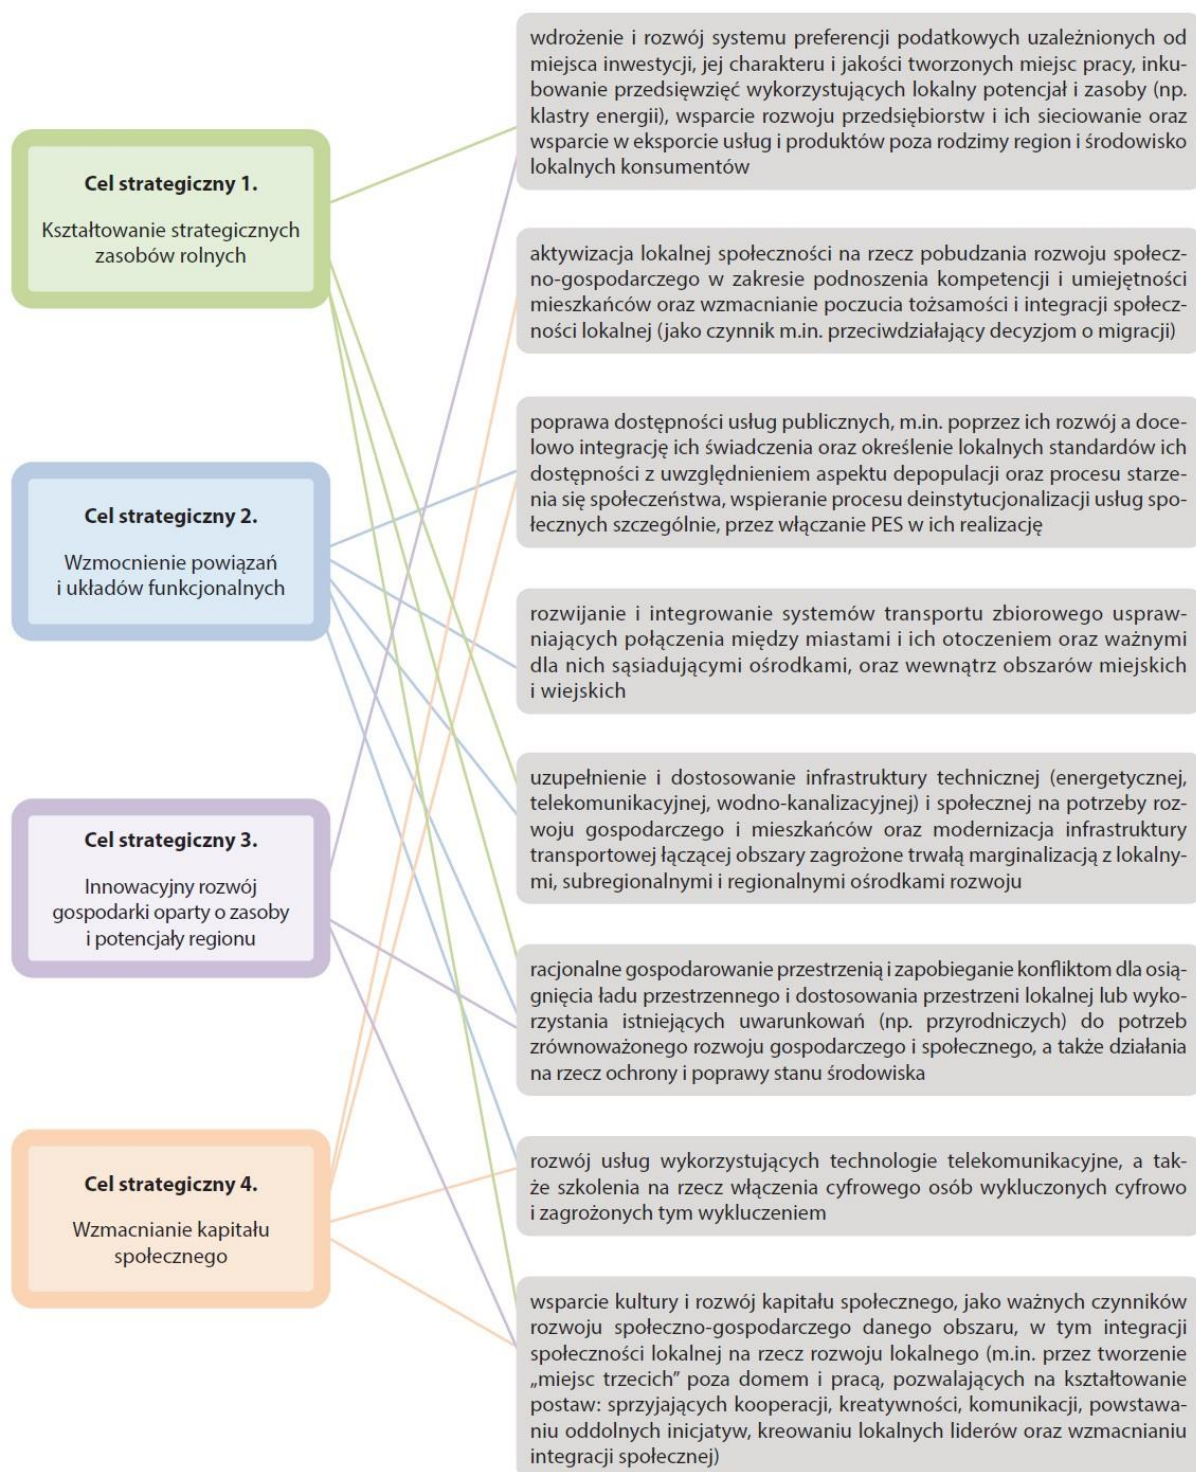 Cel strategiczny 1.
Kształtowanie strategicznych
zasobów rolnych
Cel strategiczny 2.
Wzmocnienie powiązań
i układów funkcjonalnych
Cel strategiczny 3.
Innowacyjny rozwój
gospodarki oparty o zasoby
i potencjały regionu
Cel strategiczny 4.
Wzmacnianie kapitału
społecznego
wdrożenie i rozwój systemu preferencji podatkowych uzależnionych od
miejsca inwestycji, jej charakteru i jakości tworzonych miejsc pracy, inku-
bowanie przedsięwzięć wykorzystujących lokalny potencjał i zasoby (np.
klastry energii), wsparcie rozwoju przedsiębiorstw i ich sieciowanie oraz
wsparcie w eksporcie usług i produktów poza rodzimy region i środowisko
lokalnych konsumentów
aktywizacja lokalnej społeczności na rzecz pobudzania rozwoju społecz-
no-gospodarczego w zakresie podnoszenia kompetencji i umiejętności
mieszkańców oraz wzmacnianie poczucia tożsamości i integracji społecz-
ności lokalnej (jako czynnik m.in. przeciwdziałający decyzjom o migracji)
poprawa dostępności usług publicznych, m.in. poprzez ich rozwój a doce-
lowo integrację ich świadczenia oraz określenie lokalnych standardów ich
dostępności z uwzględnieniem aspektu depopulacji oraz procesu starze-
nia się społeczeństwa, wspieranie procesu deinstytucjonalizacji usług spo-
łecznych szczególnie, przez włączanie PES w ich realizację
rozwijanie i integrowanie systemów transportu zbiorowego uspraw-
niających połączenia między miastami i ich otoczeniem oraz ważnymi
dla nich sąsiadującymi ośrodkami, oraz wewnątrz obszarów miejskich
i wiejskich
uzupełnienie i dostosowanie infrastruktury technicznej (energetycznej,
telekomunikacyjnej, wodno-kanalizacyjnej) i społecznej na potrzeby roz-
woju gospodarczego i mieszkańców oraz modernizacja infrastruktury
transportowej łączącej obszary zagrożone trwałą marginalizacją z lokalny-
mi, subregionalnymi i regionalnymi ośrodkami rozwoju
racjonalne gospodarowanie przestrzenią i zapobieganie konfliktom dla osią-
gnięcia ładu przestrzennego i dostosowania przestrzeni lokalnej lub wyko-
rzystania istniejących uwarunkowań (np. przyrodniczych) do potrzeb
zrównoważonego rozwoju gospodarczego i społecznego, a także działania
na rzecz ochrony i poprawy stanu środowiska
rozwój usług wykorzystujących technologie telekomunikacyjne, a tak-
że szkolenia na rzecz włączenia cyfrowego osób wykluczonych cyfrowo
i zagrożonych tym wykluczeniem
wsparcie kultury i rozwój kapitału społecznego, jako ważnych czynników
rozwoju społeczno-gospodarczego danego obszaru, w tym integracji
społeczności lokalnej na rzecz rozwoju lokalnego (m.in. przez tworzenie
„miejsc trzecich” poza domem i pracą, pozwalających na kształtowanie
postaw: sprzyjających kooperacji, kreatywności, komunikacji, powstawa-
niu oddolnych inicjatyw, kreowaniu lokalnych liderów oraz wzmacnianiu
integracji społecznej)